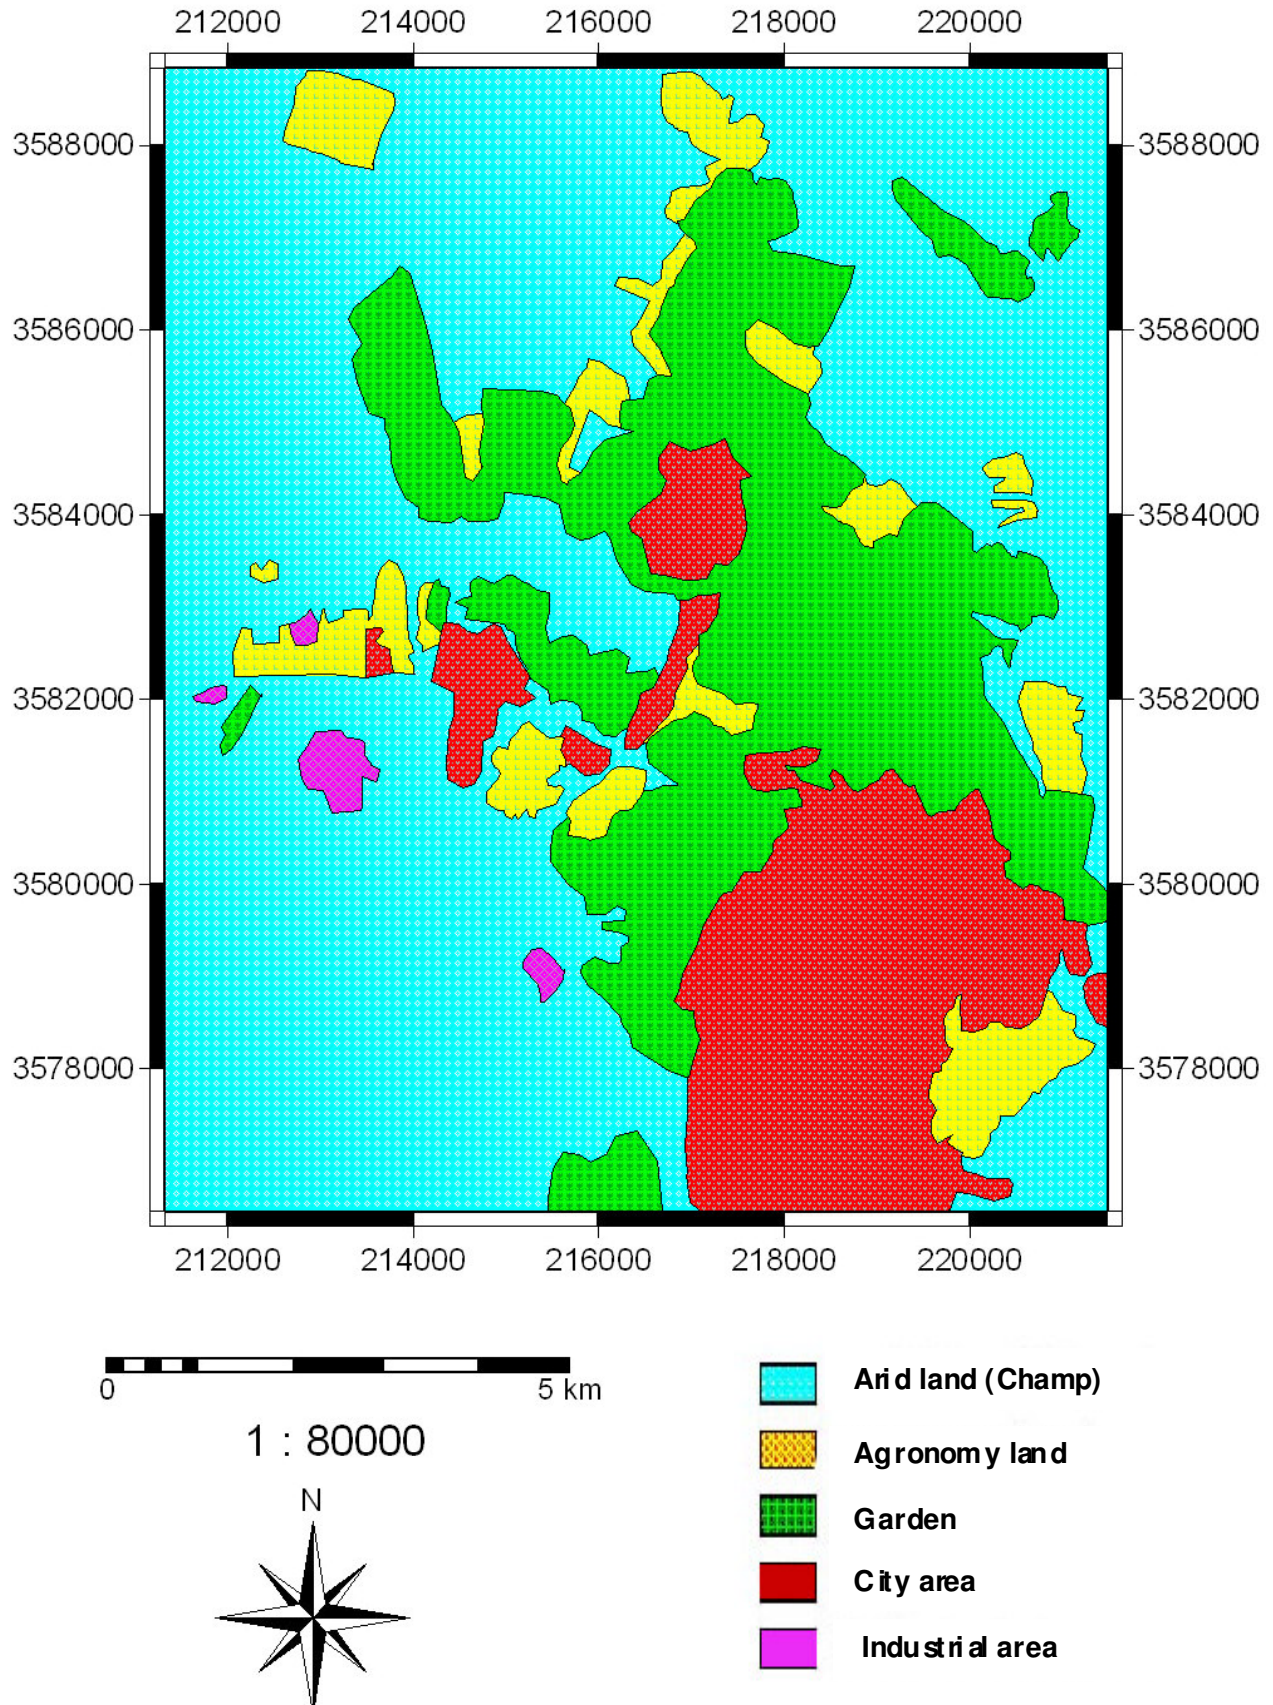 212000 214000 216000 218000 220000
3588000 3588000
3586000 3586000
3584000 3584000
3582000 3582000
3580000 3580000
3578000 3578000
212000 214000 216000 218000 220000
0 5 km
1 : 80000
N
Arid land (Champ)
Agronomy land
Garden
City area
Industrial area